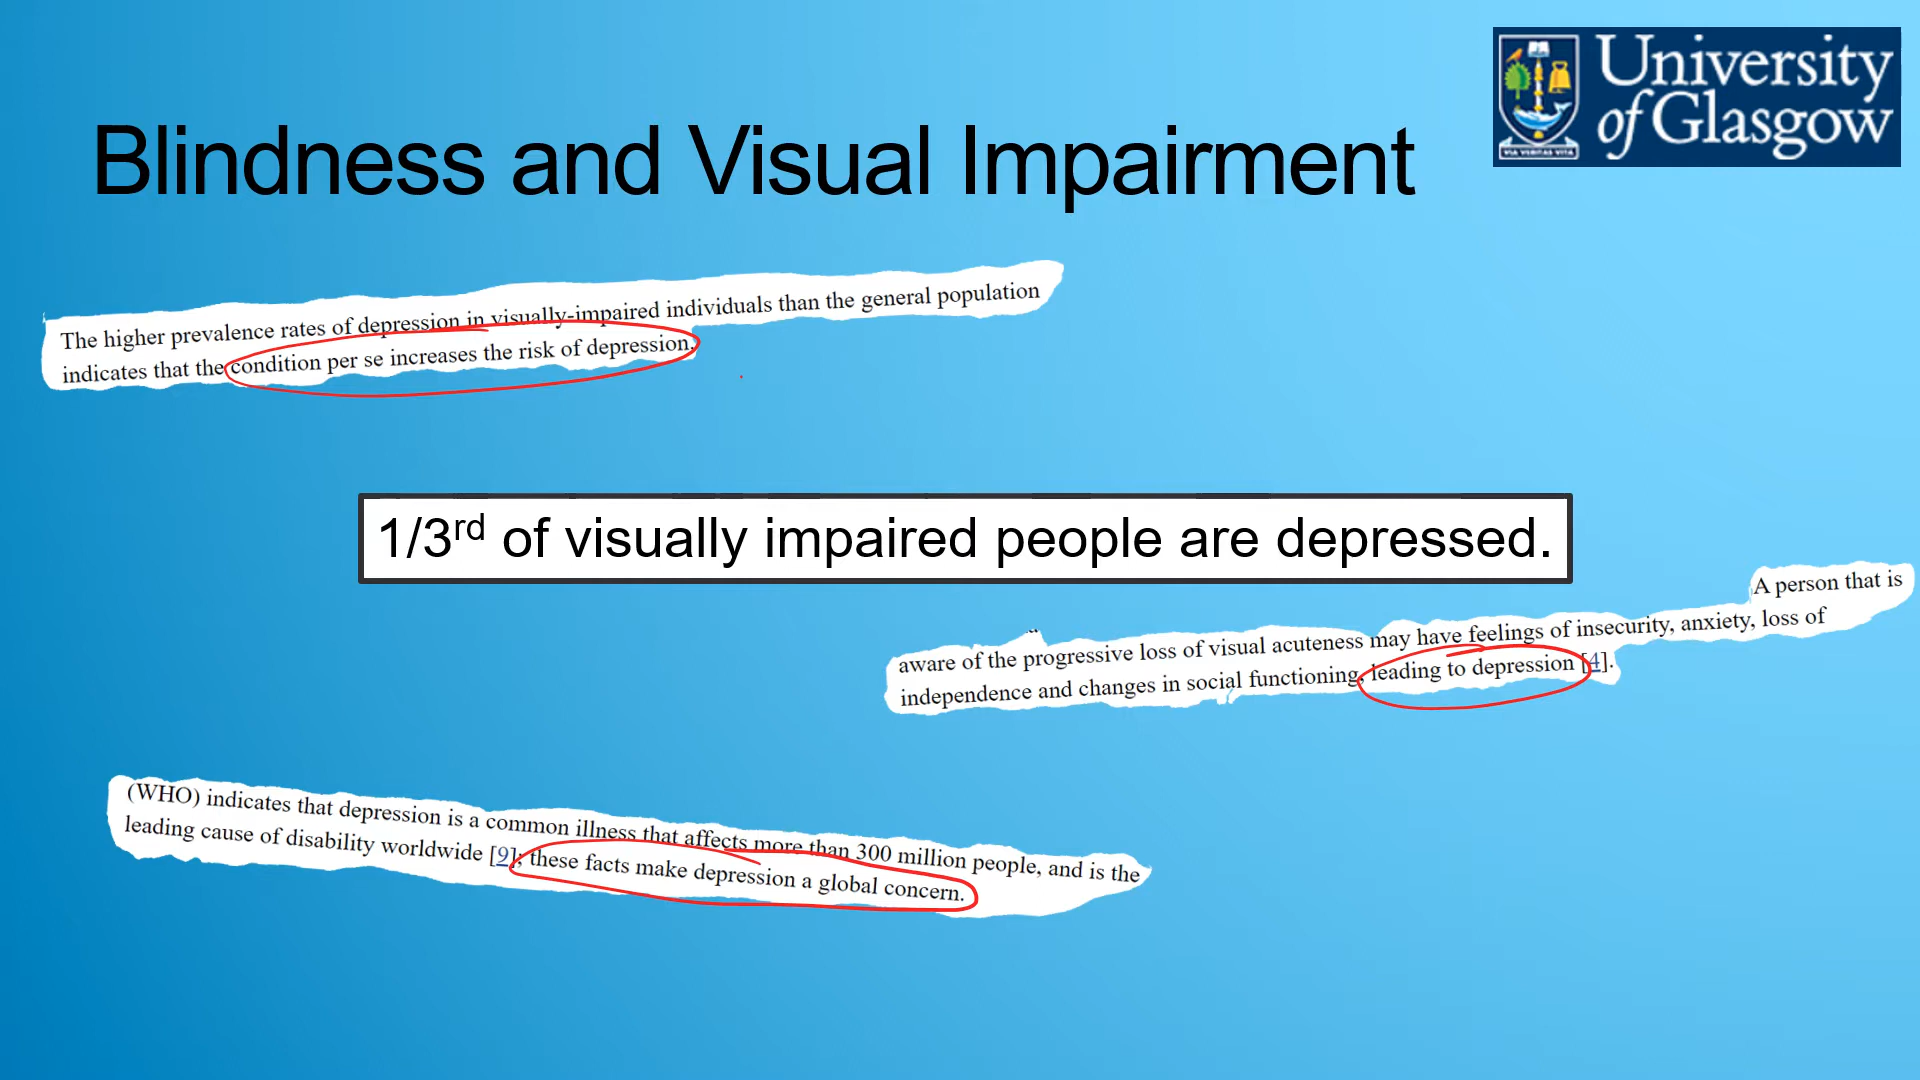 University
of Glasgow
VIA VERITAS VITA
Blindness and Visual Impairment
The higher prevalence rates of depression in visually-impaired individuals than the general population
indicates that the condition per se increases the risk of depression.
1/3rd of visually impaired people are depressed.
A person that is
aware of the progressive loss of visual acuteness may have feelings of insecurity, anxiety, loss of
independence and changes in social functioning, leading to depression [4].
(WHO) indicates that depression is a common illness that affects more than 300 million people, and is the
leading cause of disability worldwide [9]; these facts make depression a global concern.